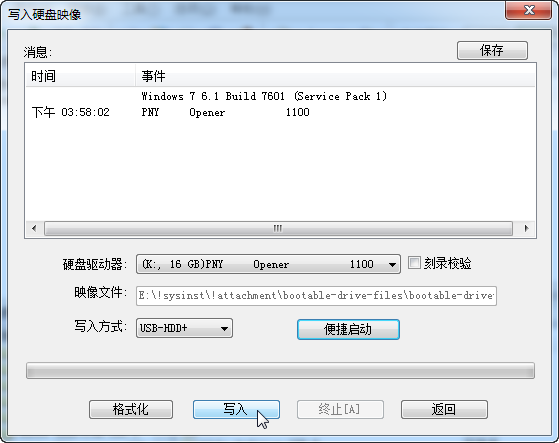 写入硬盘映像
消息:
保存
时间 事件
Windows 7 6.1 Build 7601 (Service Pack 1)
下午 03:58:02 PNY Opener 1100
硬盘驱动器: (K:, 16 GB)PNY Opener 1100 刻录校验
映像文件: E:\!sysinst\!attachment\bootable-drive-files\bootable-drive
写入方式: USB-HDD+ 便捷启动
格式化 写入 终止[A] 返回